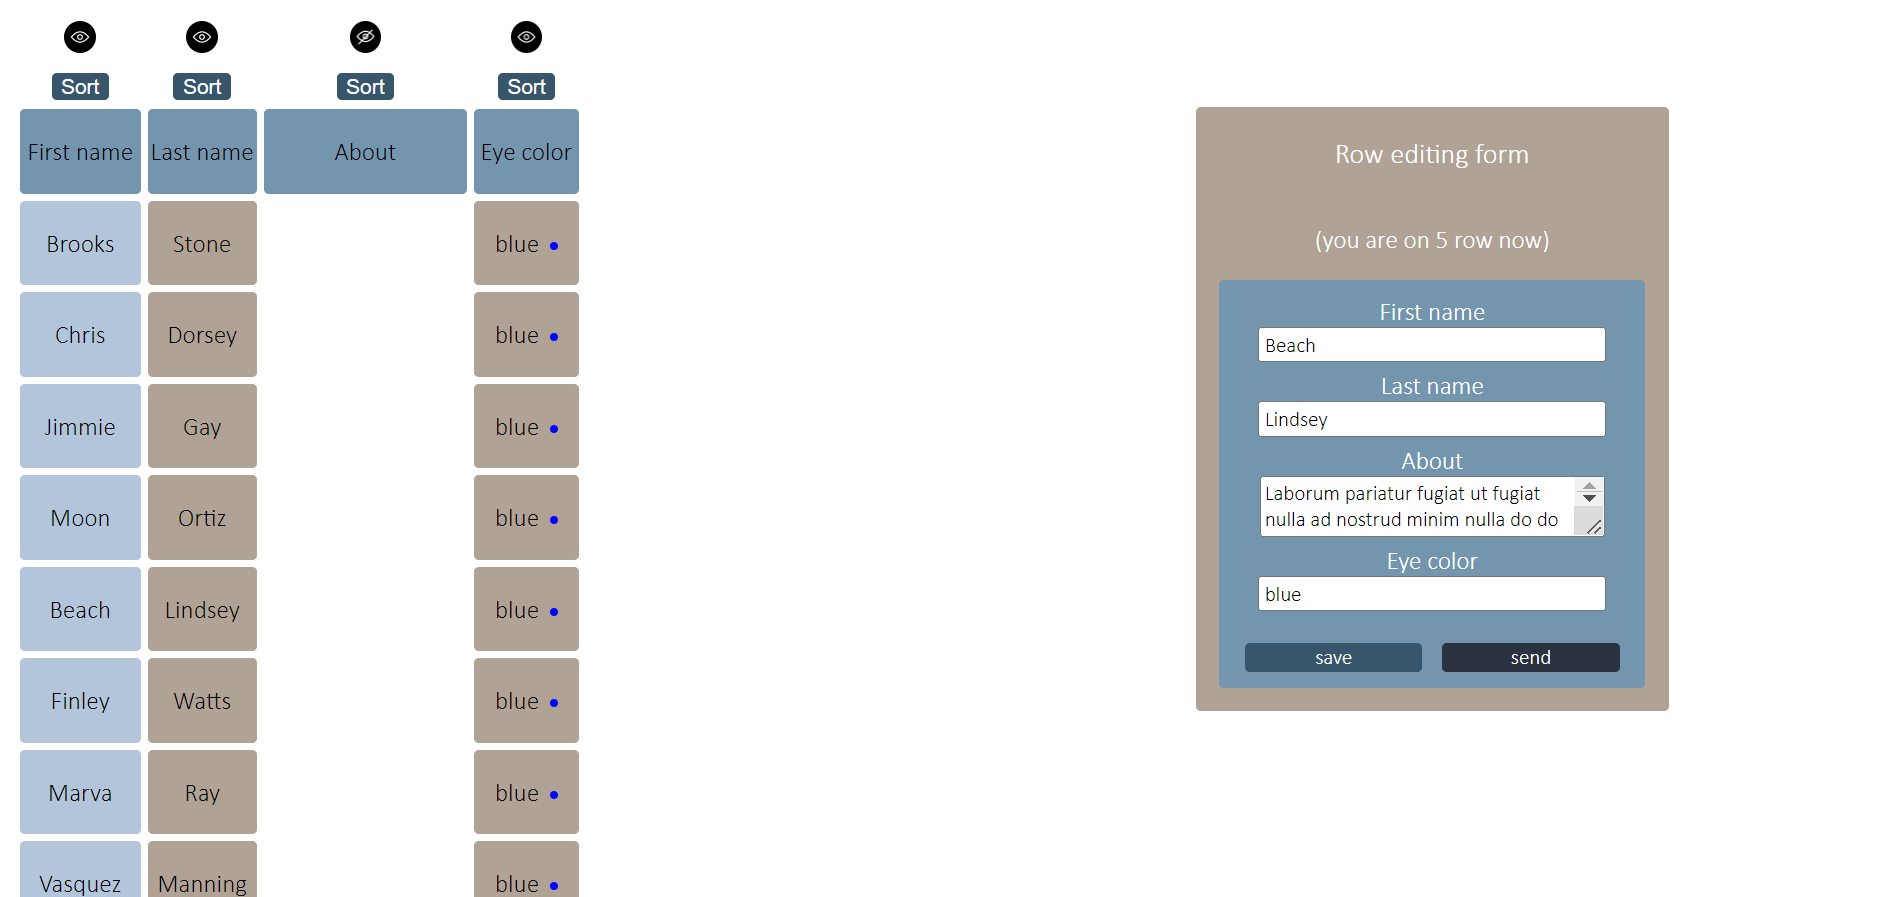 Sort Sort Sort Sort
First name Last name About Eye color
Brooks Stone blue
Chris Dorsey blue
Jimmie Gay blue
Moon Ortiz blue
Beach Lindsey blue
Finley Watts blue
Marva Ray blue
Vasquez Manning blue
Row editing form
(you are on 5 row now)
First name
Beach
Last name
Lindsey
About
Laborum pariatur fugiat ut fugiat
nulla ad nostrud minim nulla do do
Eye color
blue
save send